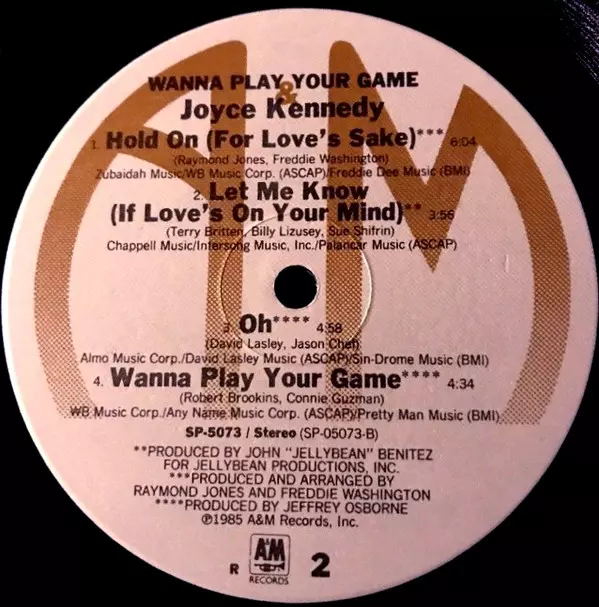 WANNA PLAY YOUR GAME
Joyce Kennedy
1. Hold On (For Love's Sake)*** 6:04
(Raymond Jones, Freddie Washington)
Zubaidah Music/WB Music Corp. (ASCAP)/Freddie Dee Music (BMI)
2. Let Me Know
(If Love's On Your Mind)** 3:56
(Terry Britten, Billy Lizusey, Sue Shifrin)
Chappell Music/Intersong Music, Inc./Palancar Music (ASCAP)
3. Oh**** 4:58
(David Lasley, Jason Chef)
Almo Music Corp./David Lasley Music (ASCAP)/Sin-Drome Music (BMI)
4. Wanna Play Your Game**** 4:34
(Robert Brookins, Connie Guzman)
WB Music Corp./Any Name Music Corp. (ASCAP)/Pretty Man Music (BMI)
SP-5073 / Stereo (SP-05073-B)
**PRODUCED BY JOHN "JELLYBEAN" BENITEZ
FOR JELLYBEAN PRODUCTIONS, INC.
***PRODUCED AND ARRANGED BY
RAYMOND JONES AND FREDDIE WASHINGTON
****PRODUCED BY JEFFREY OSBORNE
℗1985 A&M Records, Inc.
R
A&M
RECORDS
2